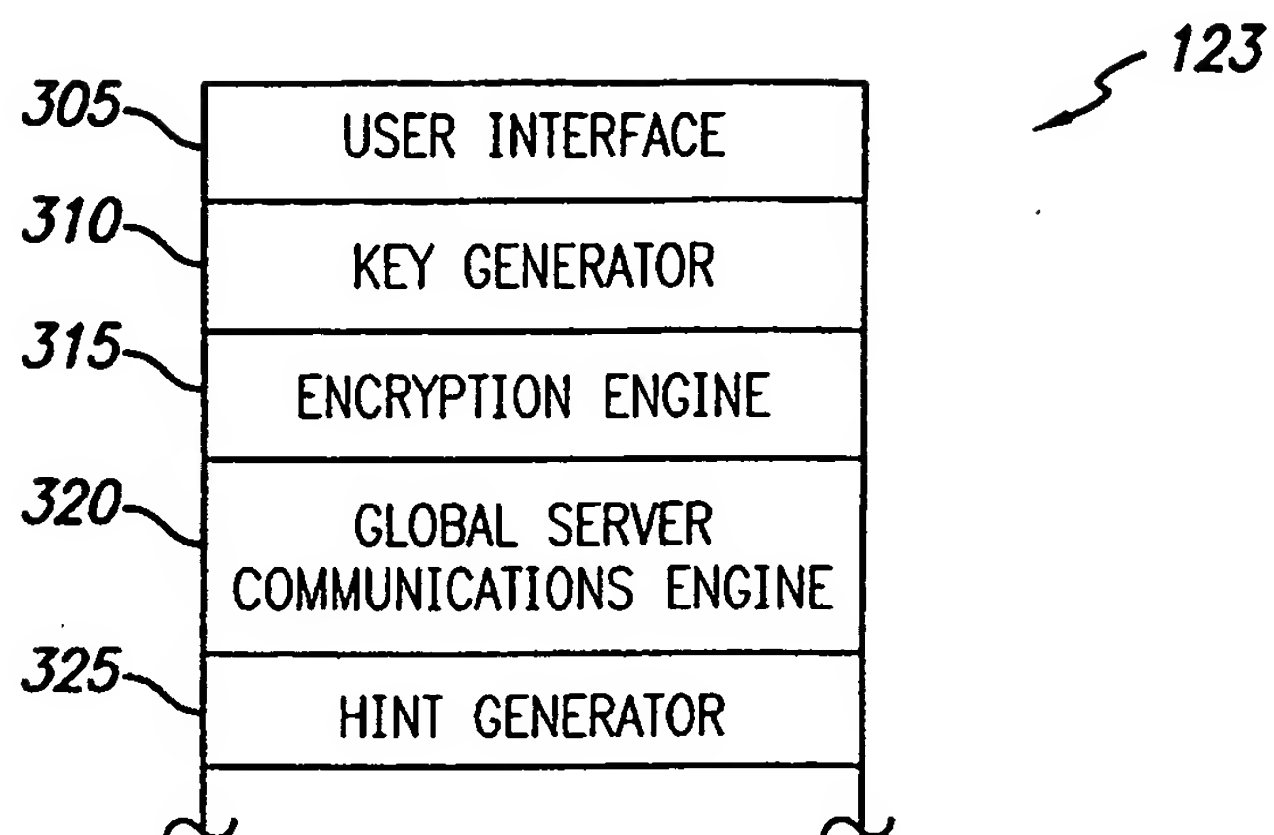 123
305
USER INTERFACE
310
KEY GENERATOR
315
ENCRYPTION ENGINE
320
GLOBAL SERVER
COMMUNICATIONS ENGINE
325
HINT GENERATOR